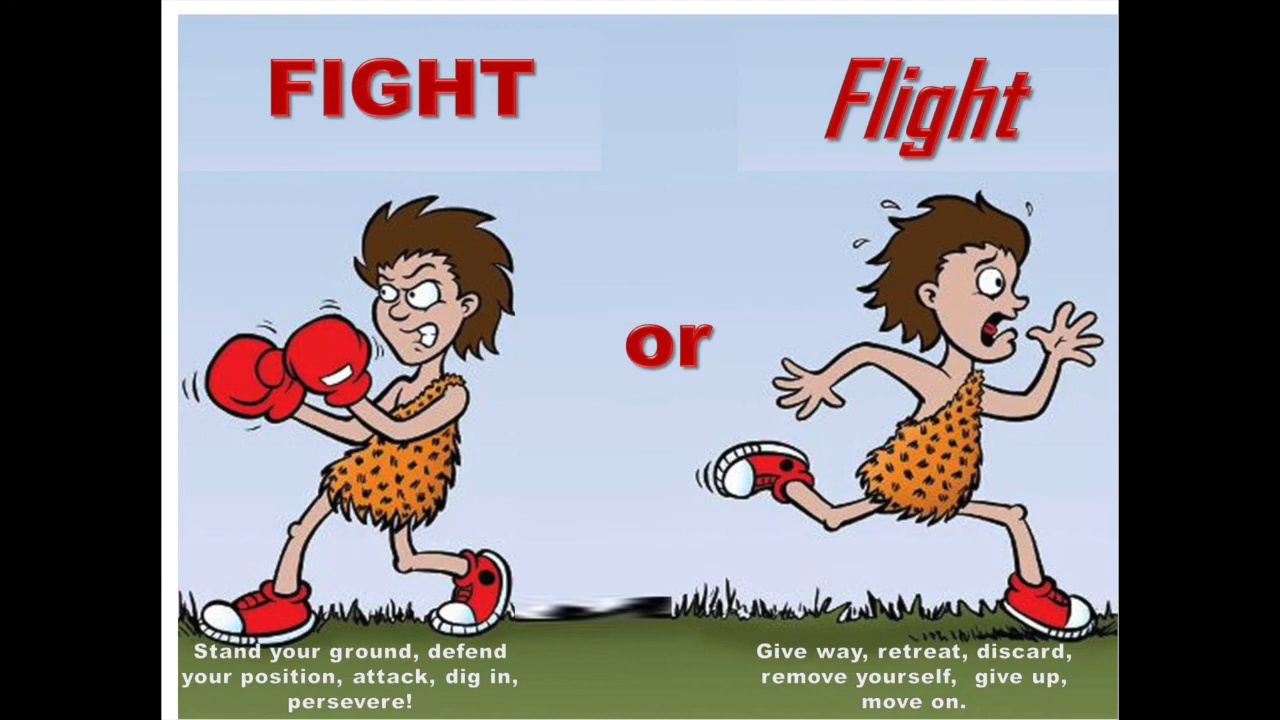 FIGHT
Flight
or
Stand your ground, defend
your position, attack, dig in,
persevere!
Give way, retreat, discard,
remove yourself,  give up,
move on.